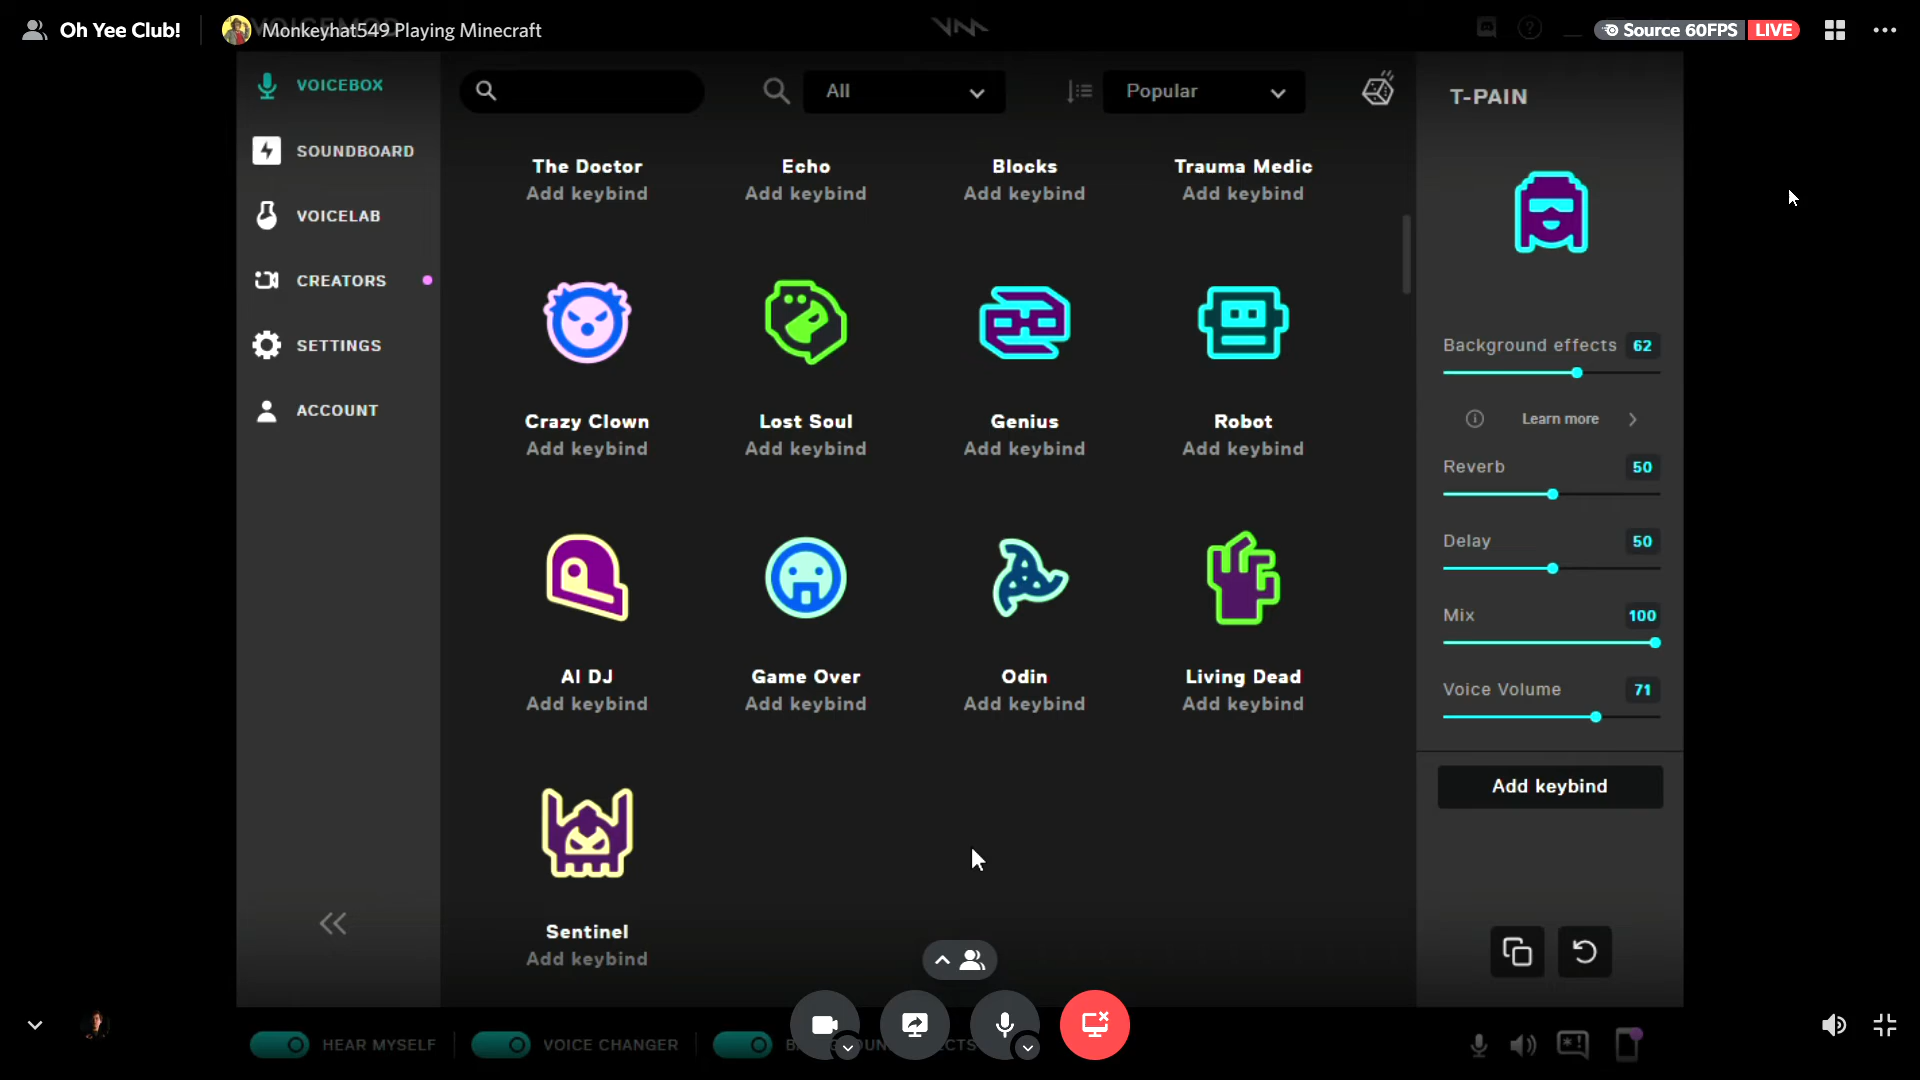 Oh Yee Club!
Monkeyhat549 Playing Minecraft
Source 60FPS LIVE
VOICEBOX
SOUNDBOARD
VOICELAB
CREATORS
SETTINGS
ACCOUNT
All
Popular
The Doctor
Add keybind
Echo
Add keybind
Blocks
Add keybind
Trauma Medic
Add keybind
Crazy Clown
Add keybind
Lost Soul
Add keybind
Genius
Add keybind
Robot
Add keybind
AI DJ
Add keybind
Game Over
Add keybind
Odin
Add keybind
Living Dead
Add keybind
Sentinel
Add keybind
T-PAIN
Background effects 62
Learn more
Reverb 50
Delay 50
Mix 100
Voice Volume 71
Add keybind
HEAR MYSELF
VOICE CHANGER